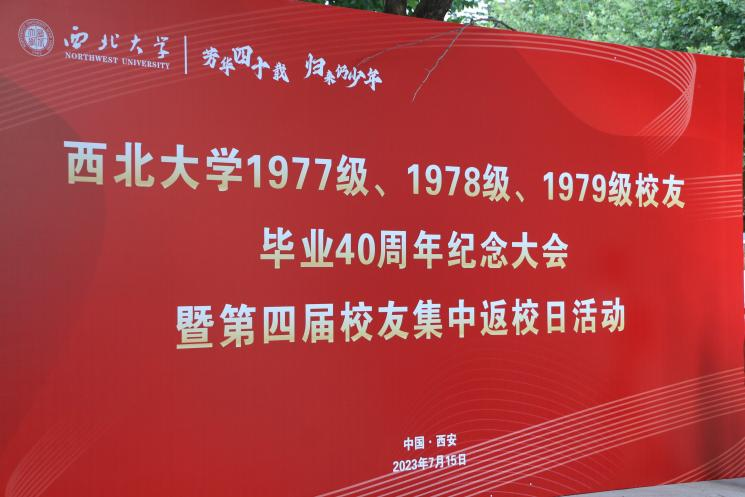 西北大学
NORTHWEST UNIVERSITY
芳华四十载 归来仍少年
西北大学1977级、1978级、1979级校友
毕业40周年纪念大会
暨第四届校友集中返校日活动
中国·西安
2023年7月15日